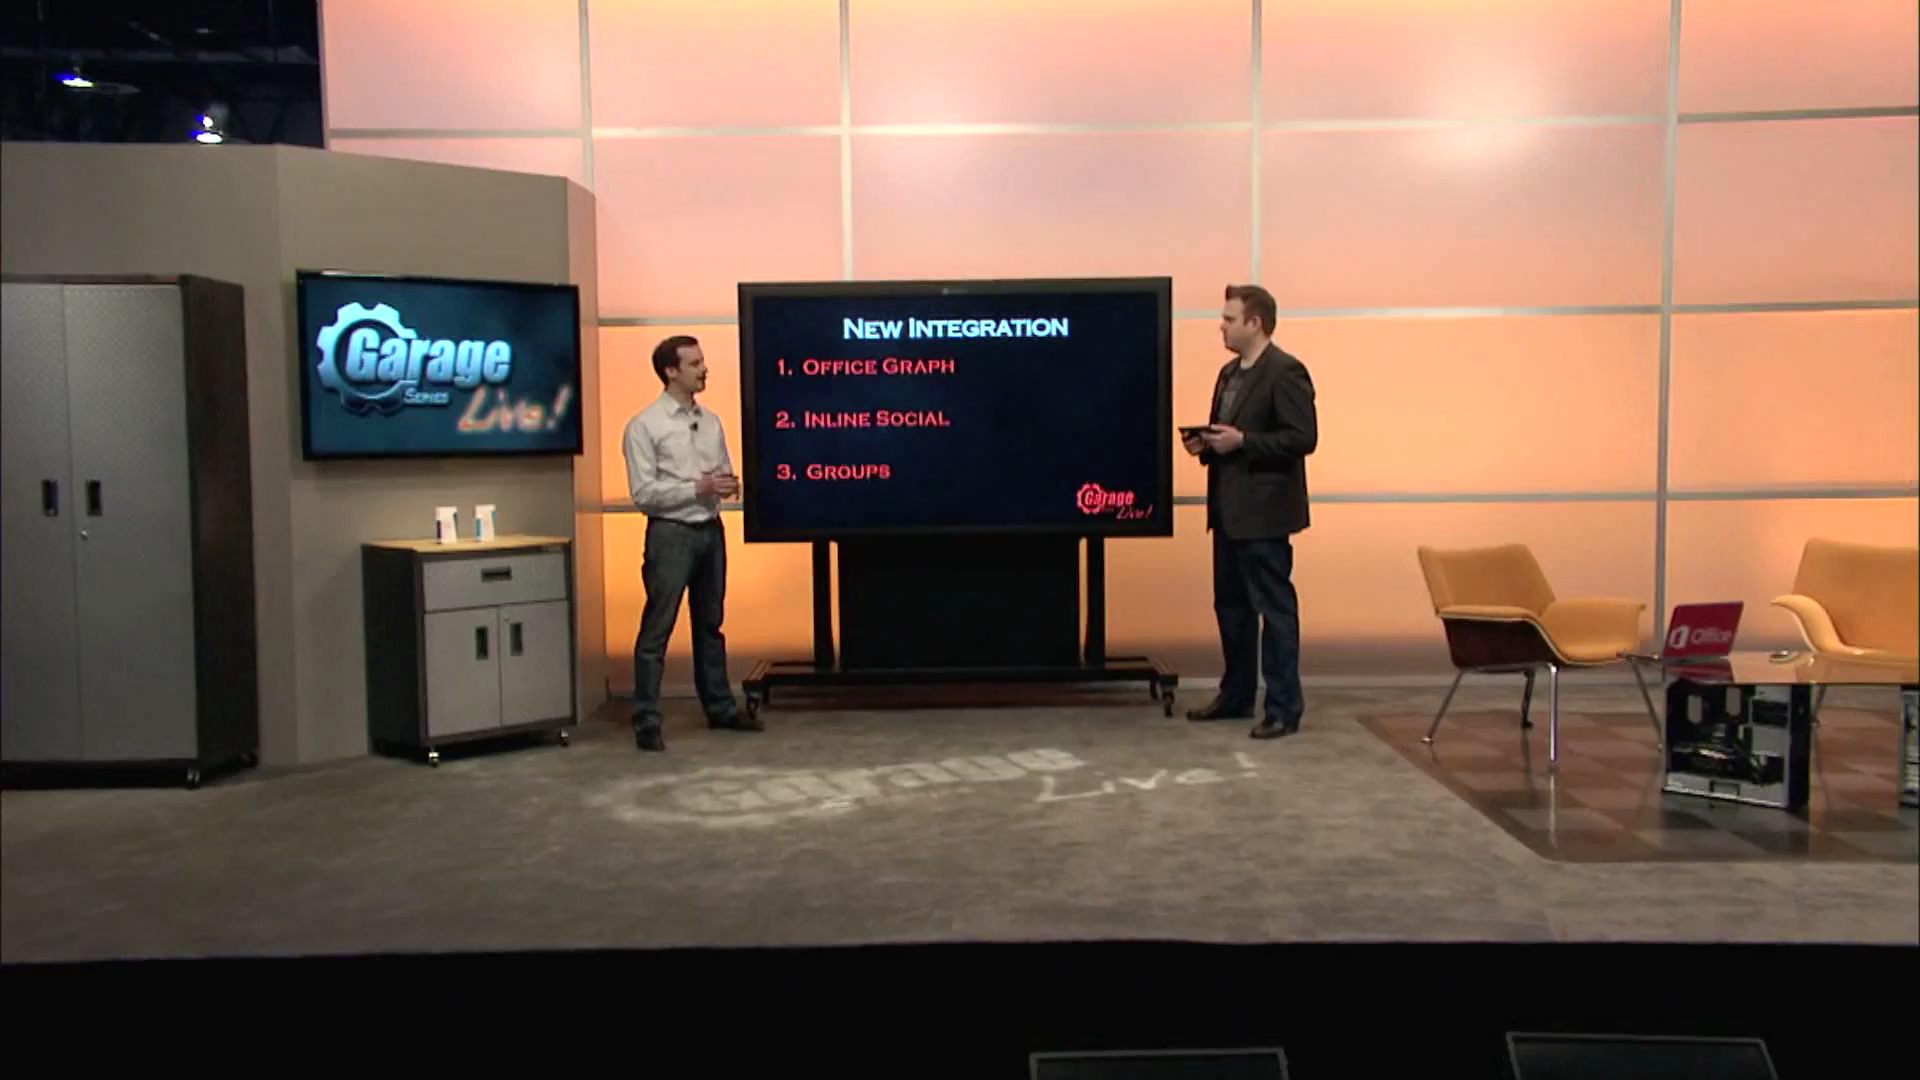 Garage
Series
Live!
New Integration
1. Office Graph
2. Inline Social
3. Groups
Garage
Live!
Office
Garage
Live!